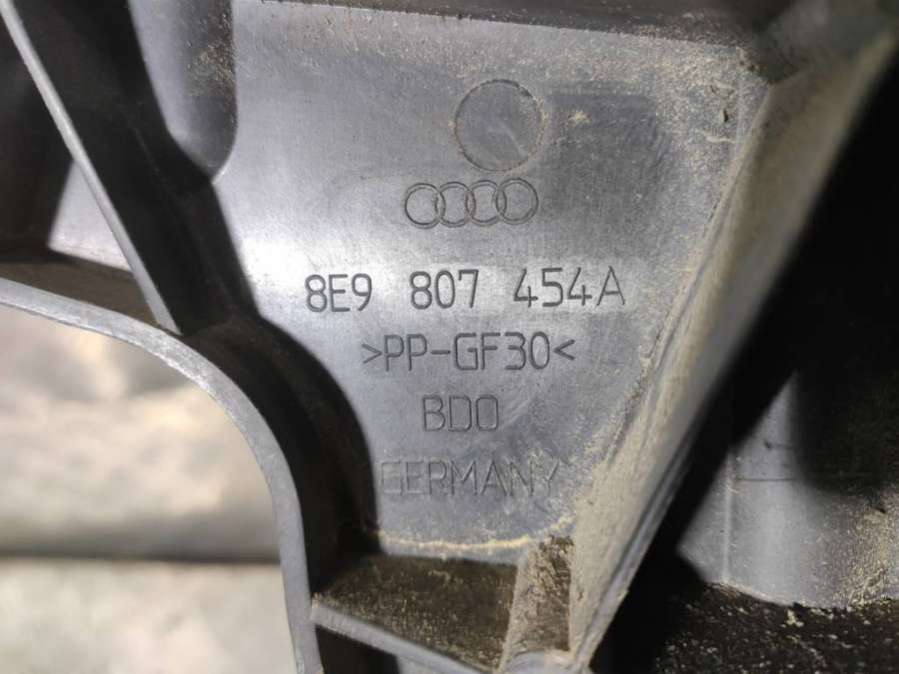 8E9 807 454A
>PP-GF30<
BDO
GERMANY